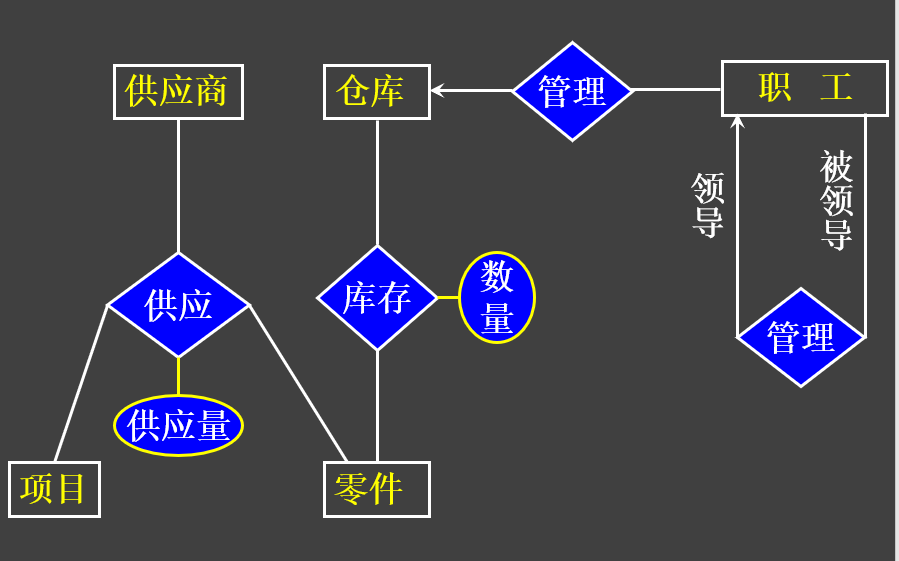 供应商
仓库
管理
职 工
领导
被领导
供应
库存
数量
管理
供应量
项目
零件